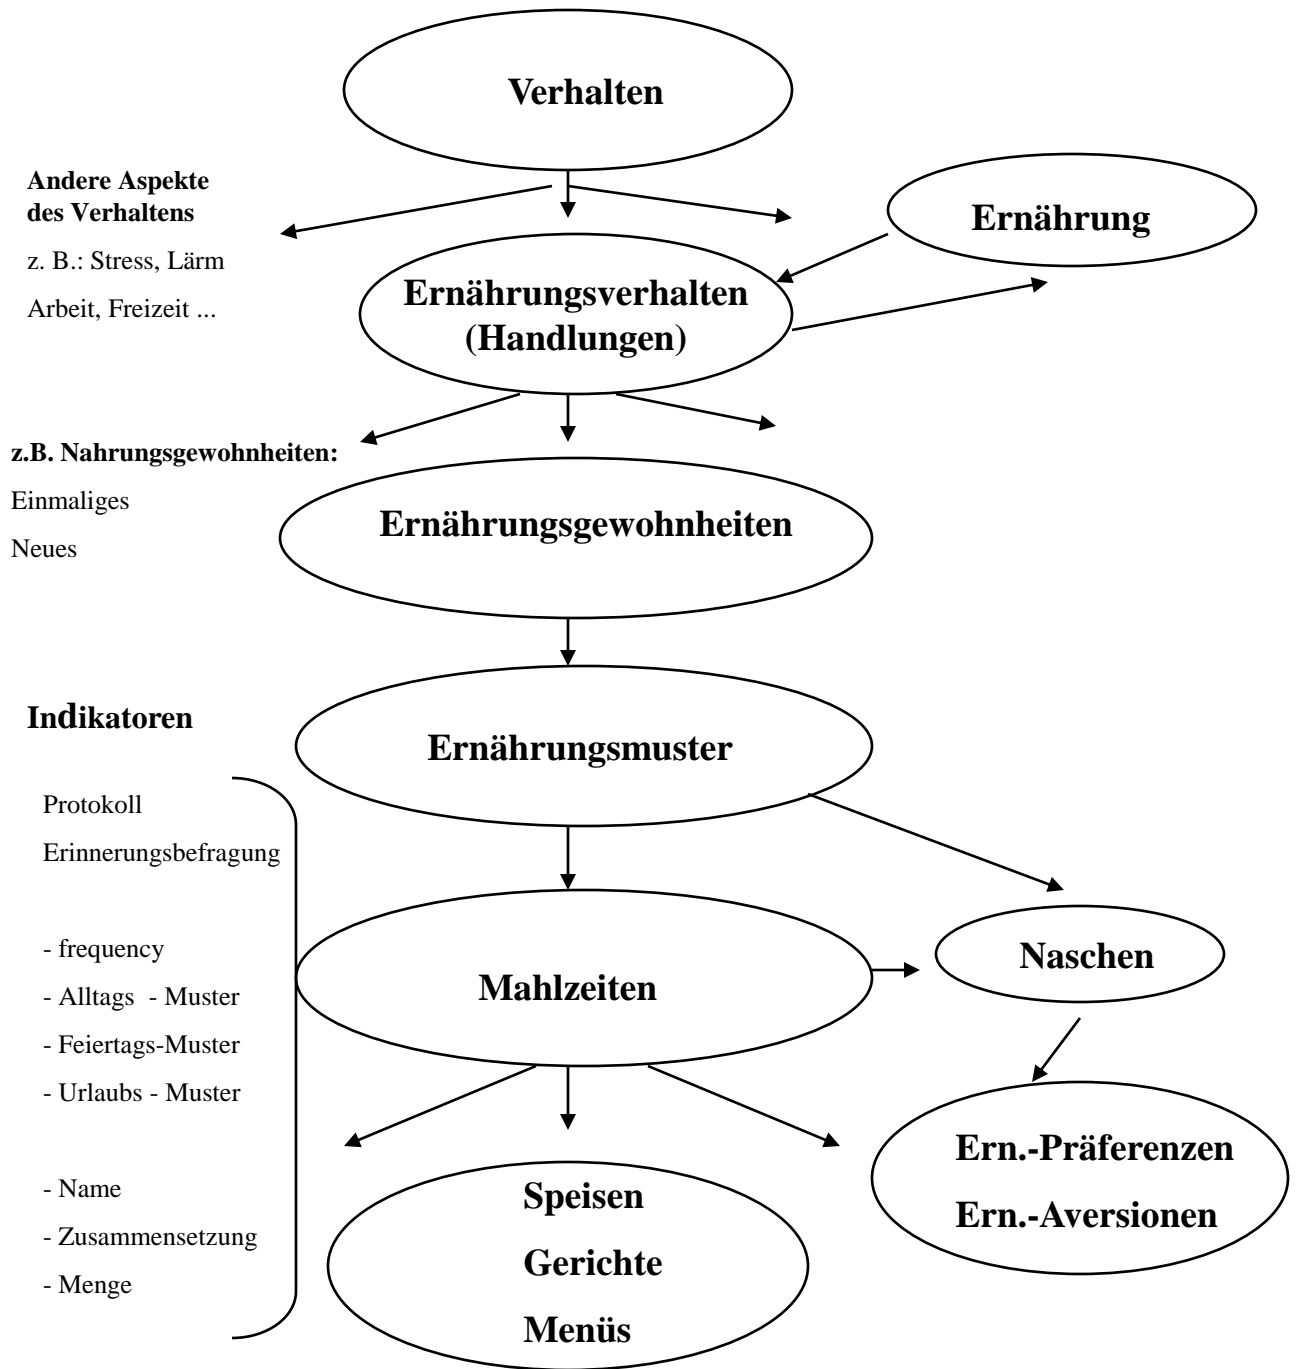 Verhalten
Andere Aspekte
des Verhaltens
z. B.: Stress, Lärm
Arbeit, Freizeit ...
Ernährung
Ernährungsverhalten
(Handlungen)
z.B. Nahrungsgewohnheiten:
Einmaliges
Neues
Ernährungsgewohnheiten
Indikatoren
Ernährungsmuster
Protokoll
Erinnerungsbefragung
- frequency
- Alltags - Muster
- Feiertags-Muster
- Urlaubs - Muster
- Name
- Zusammensetzung
- Menge
Mahlzeiten
Naschen
Ern.-Präferenzen
Ern.-Aversionen
Speisen
Gerichte
Menüs